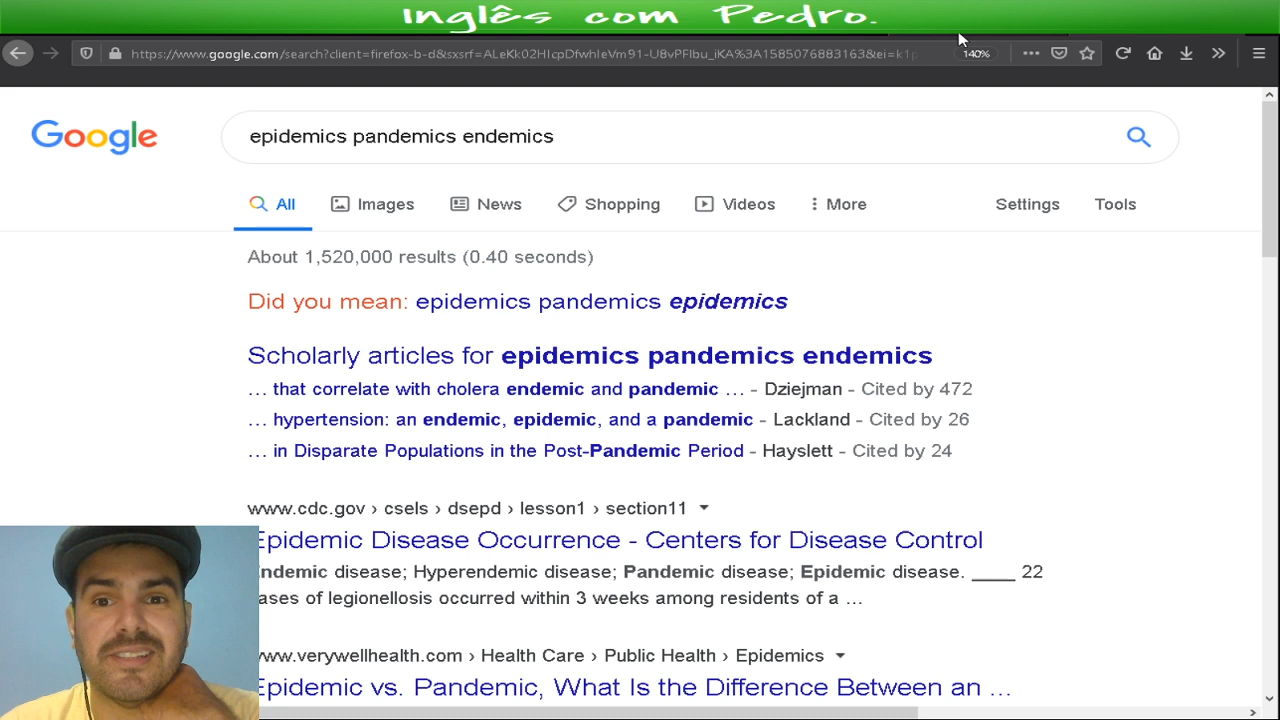 Inglês com Pedro.
https://www.google.com/search?client=firefox-b-d&sxsrf=ALeKk02HIcpDfwhIeVm91-U8vPFlbu_iKA%3A1585076883163&ei=k1p
140%
Google
epidemics pandemics endemics
All Images News Shopping Videos More Settings Tools
About 1,520,000 results (0.40 seconds)
Did you mean: epidemics pandemics epidemics
Scholarly articles for epidemics pandemics endemics
... that correlate with cholera endemic and pandemic ... - Dziejman - Cited by 472
... hypertension: an endemic, epidemic, and a pandemic - Lackland - Cited by 26
... in Disparate Populations in the Post-Pandemic Period - Hayslett - Cited by 24
www.cdc.gov › csels › dsepd › lesson1 › section11
Epidemic Disease Occurrence - Centers for Disease Control
Endemic disease; Hyperendemic disease; Pandemic disease; Epidemic disease. ____ 22
ases of legionellosis occurred within 3 weeks among residents of a ...
www.verywellhealth.com › Health Care › Public Health › Epidemics
Epidemic vs. Pandemic, What Is the Difference Between an ...